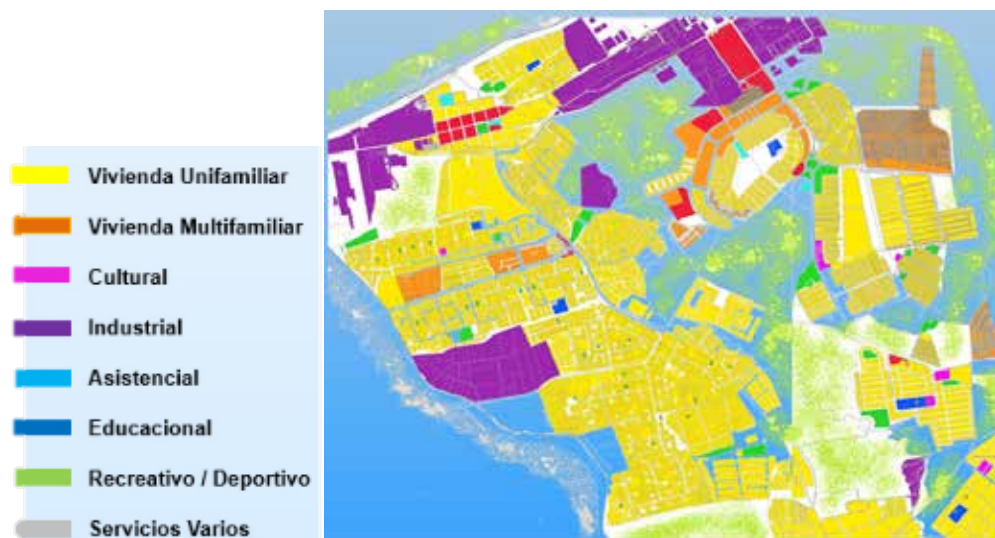 Vivienda Unifamiliar
Vivienda Multifamiliar
Cultural
Industrial
Asistencial
Educacional
Recreativo / Deportivo
Servicios Varios